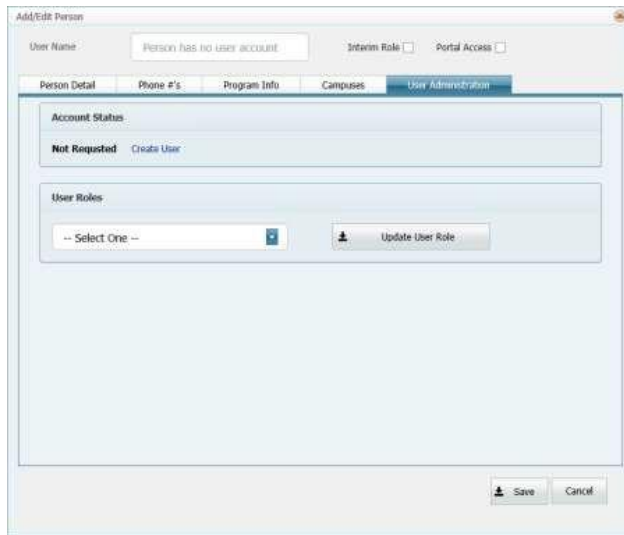 Add/Edit Person
User Name Person has no user account Interim Role Portal Access
Person Detail Phone #'s Program Info Campuses User Administration
Account Status
Not Requsted Create User
User Roles
-- Select One -- Update User Role
Save Cancel